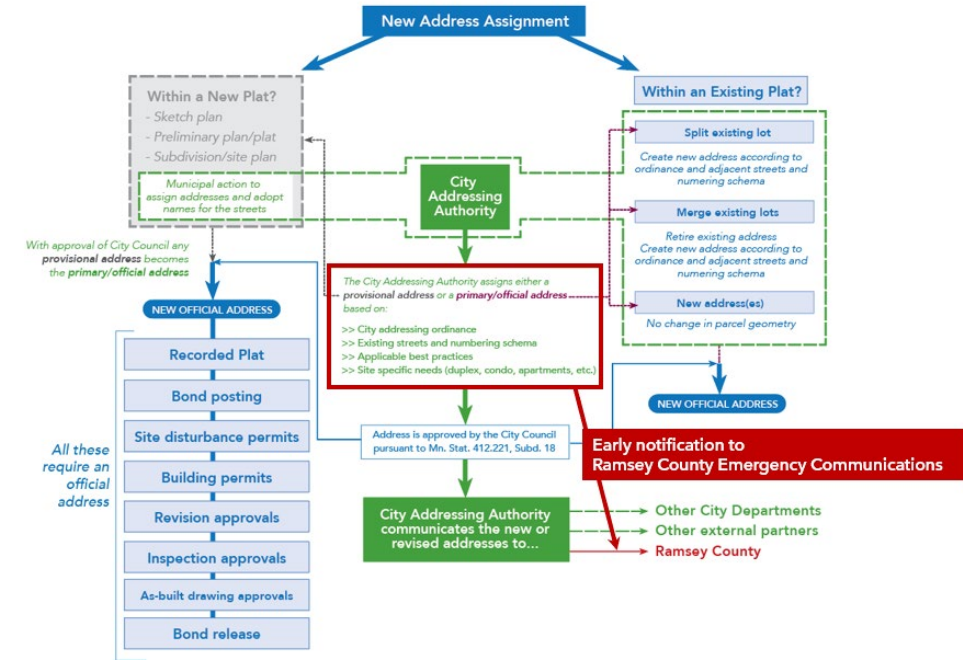 New Address Assignment
Within a New Plat?
- Sketch plan
- Preliminary plan/plat
- Subdivision/site plan
Municipal action to
assign addresses and adopt
names for the streets
With approval of City Council any
provisional address becomes
the primary/official address
NEW OFFICIAL ADDRESS
All these
require an
official
address
Recorded Plat
Bond posting
Site disturbance permits
Building permits
Revision approvals
Inspection approvals
As-built drawing approvals
Bond release
City
Addressing
Authority
The City Addressing Authority assigns either a
provisional address or a primary/official address
based on:
>> City addressing ordinance
>> Existing streets and numbering schema
>> Applicable best practices
>> Site specific needs (duplex, condo, apartments, etc.)
Address is approved by the City Council
pursuant to Mn. Stat. 412.221, Subd. 18
City Addressing Authority
communicates the new or
revised addresses to...
Other City Departments
Other external partners
Ramsey County
Within an Existing Plat?
Split existing lot
Create new address according to
ordinance and adjacent streets and
numering schema
Merge existing lots
Retire existing address
Create new address according to
ordinance and adjacent streets and
numering schema
New address(es)
No change in parcel geometry
NEW OFFICIAL ADDRESS
Early notification to
Ramsey County Emergency Communications